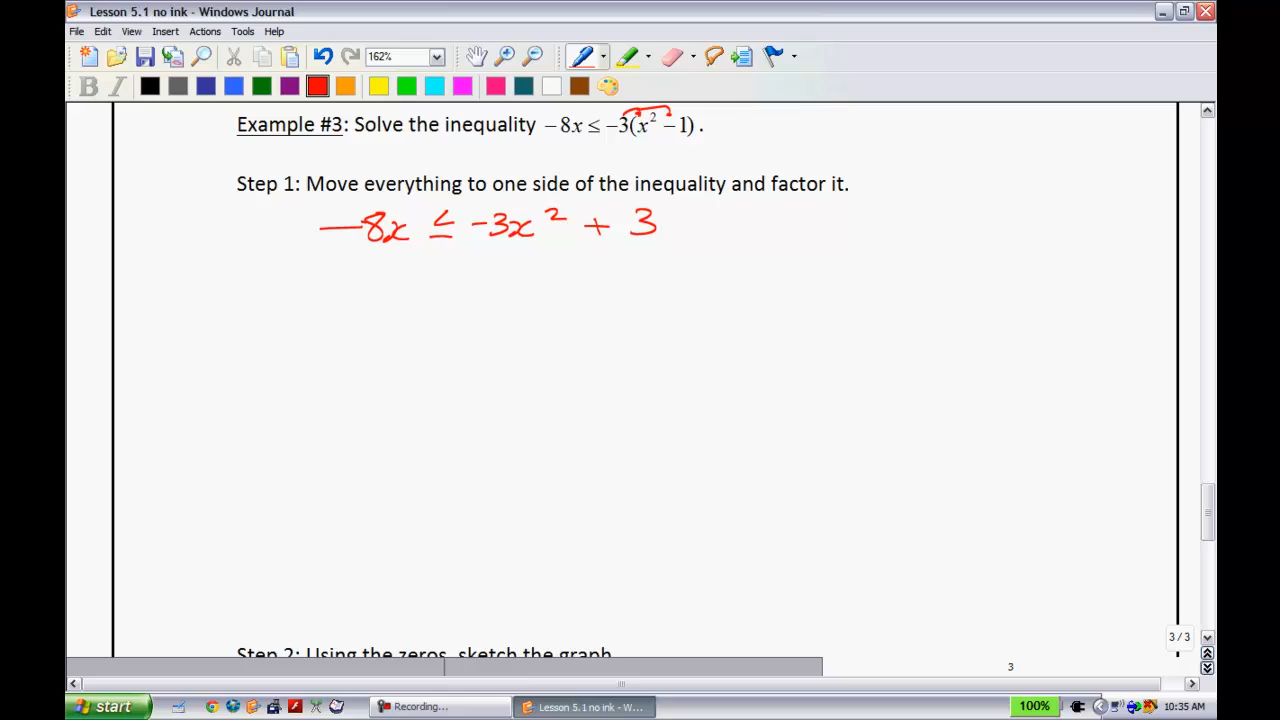 Lesson 5.1 no ink - Windows Journal
File Edit View Insert Actions Tools Help
162%
B I
Example #3: Solve the inequality −8x ≤ −3(x² −1).
Step 1: Move everything to one side of the inequality and factor it.
−8x ≤ -3x² + 3
Step 2: Using the zeros, sketch the graph
3 / 3
3
start
Recording...
Lesson 5.1 no ink - W...
100%
10:35 AM